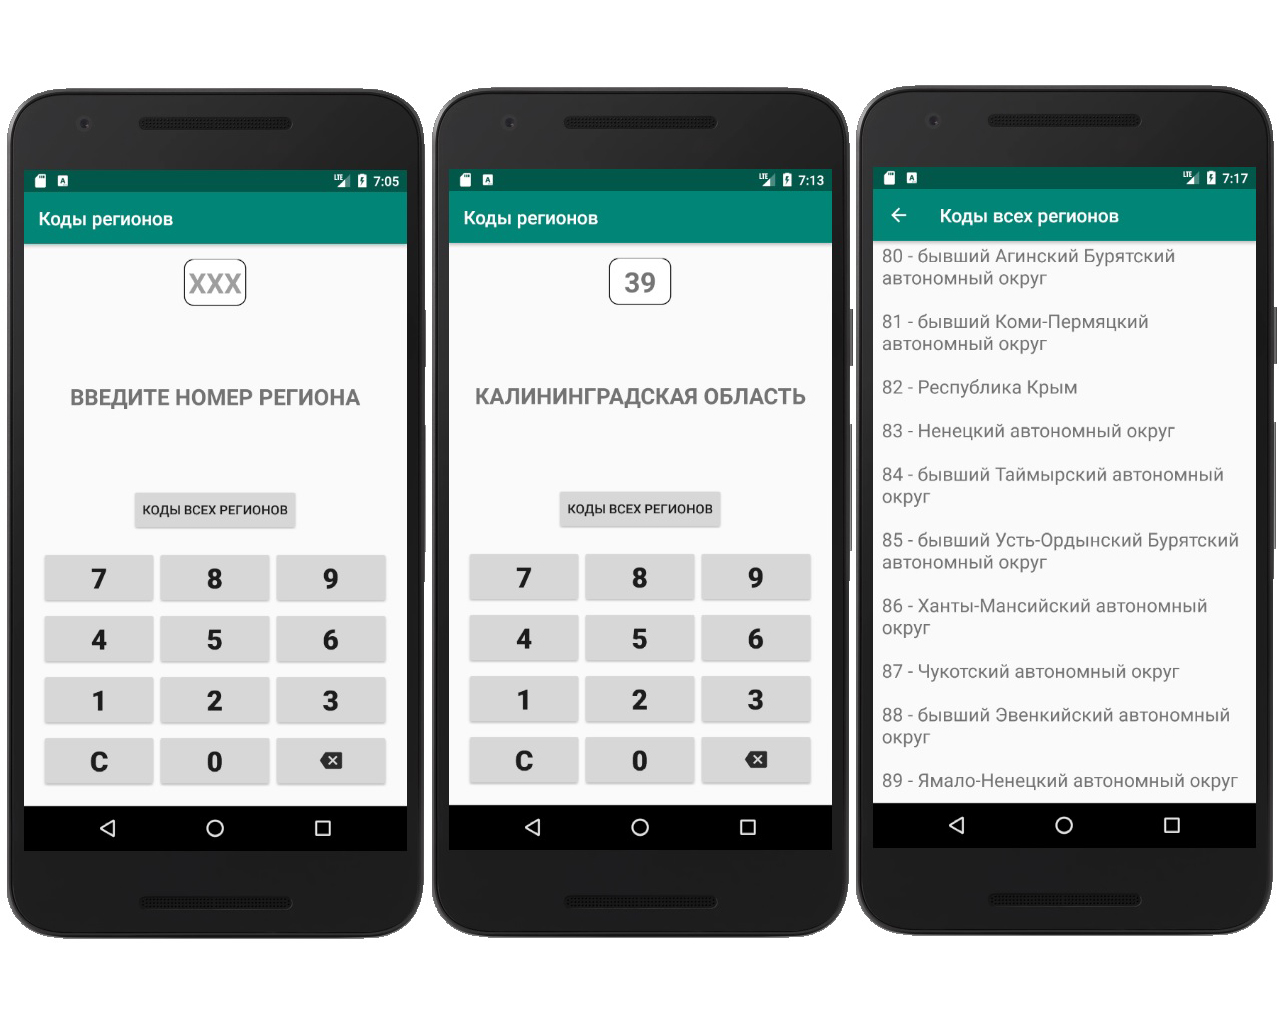 LTE 7:05
Коды регионов
XXX
ВВЕДИТЕ НОМЕР РЕГИОНА
КОДЫ ВСЕХ РЕГИОНОВ
7 8 9
4 5 6
1 2 3
C 0
LTE 7:13
Коды регионов
39
КАЛИНИНГРАДСКАЯ ОБЛАСТЬ
КОДЫ ВСЕХ РЕГИОНОВ
7 8 9
4 5 6
1 2 3
C 0
LTE 7:17
Коды всех регионов
80 - бывший Агинский Бурятский
автономный округ
81 - бывший Коми-Пермяцкий
автономный округ
82 - Республика Крым
83 - Ненецкий автономный округ
84 - бывший Таймырский автономный
округ
85 - бывший Усть-Ордынский Бурятский
автономный округ
86 - Ханты-Мансийский автономный
округ
87 - Чукотский автономный округ
88 - бывший Эвенкийский автономный
округ
89 - Ямало-Ненецкий автономный округ